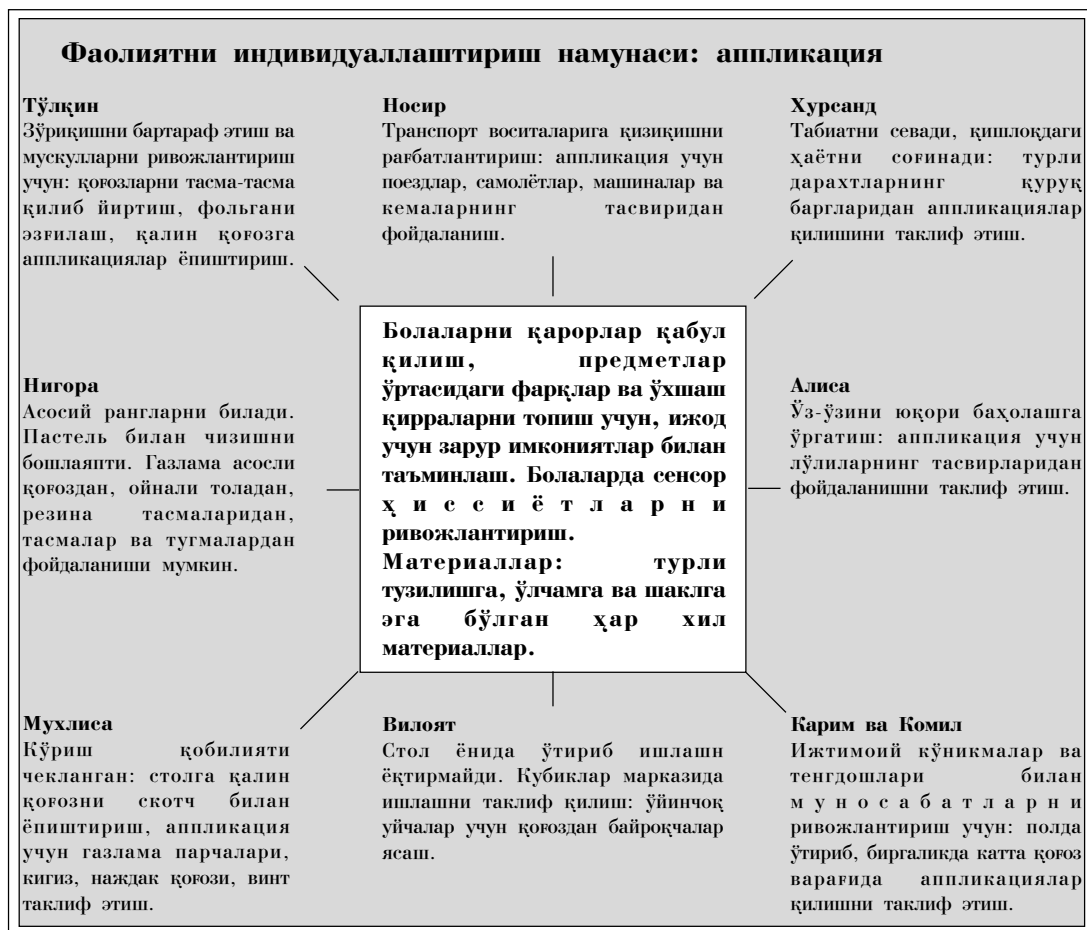 Фаолиятни индивидуаллаштириш намунаси: аппликация
Тўлқин
Зўриқишни бартараф этиш ва
мускулларни ривожлантириш
учун: қоғозларни тасма-тасма
қилиб йиртиш, фольгани
эзғилаш, қалин қоғозга
аппликациялар ёпиштириш.
Носир
Транспорт воситаларига қизиқишни
рағбатлантириш: аппликация учун
поездлар, самолётлар, машиналар ва
кемаларнинг тасвиридан
фойдаланиш.
Хурсанд
Табиатни севади, қишлоқдаги
ҳаётни соғинади: турли
дарахтларнинг қуруқ
баргларидан аппликациялар
қилишини таклиф этиш.
Нигора
Асосий рангларни билади.
Пастель билан чизишни
бошлаяпти. Газлама асосли
қоғоздан, ойнали толадан,
резина тасмаларидан,
тасмалар ва тугмалардан
фойдаланиши мумкин.
Болаларни қарорлар қабул
қилиш, предметлар
ўртасидаги фарқлар ва ўхшаш
қирраларни топиш учун, ижод
учун зарур имкониятлар билан
таъминлаш. Болаларда сенсор
ҳ и с с и ё т л а р н и
ривожлантириш.
Материаллар: турли
тузилишга, ўлчамга ва шаклга
эга бўлган ҳар хил
материаллар.
Алиса
Ўз-ўзини юқори баҳолашга
ўргатиш: аппликация учун
лўлиларнинг тасвирларидан
фойдаланишни таклиф этиш.
Мухлиса
Кўриш қобилияти
чекланган: столга қалин
қоғозни скотч билан
ёпиштириш, аппликация
учун газлама парчалари,
кигиз, наждак қоғози, винт
таклиф этиш.
Вилоят
Стол ёнида ўтириб ишлашн
ёқтирмайди. Кубиклар марказида
ишлашни таклиф қилиш: ўйинчоқ
уйчалар учун қоғоздан байроқчалар
ясаш.
Карим ва Комил
Ижтимоий кўникмалар ва
тенгдошлари билан
м у н о с а б а т л а р н и
ривожлантириш учун: полда
ўтириб, биргаликда катта қоғоз
варағида аппликациялар
қилишни таклиф этиш.